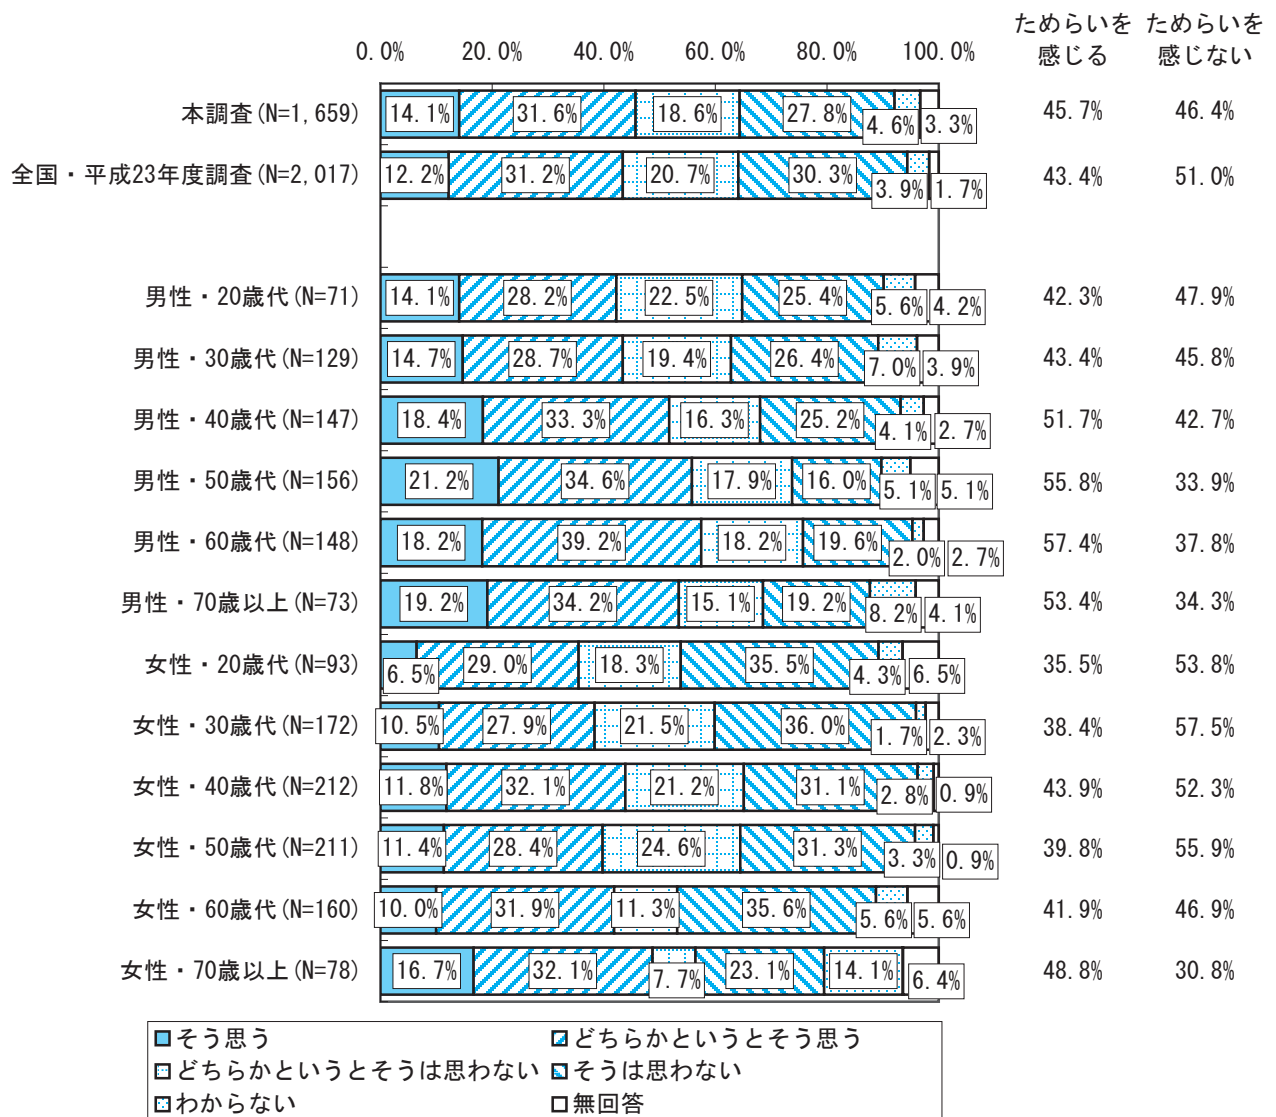 ためらいを ためらいを
感じる 感じない
0.0% 20.0% 40.0% 60.0% 80.0% 100.0%
本調査(N=1,659) 14.1% 31.6% 18.6% 27.8% 4.6% 3.3% 45.7% 46.4%
全国・平成23年度調査(N=2,017) 12.2% 31.2% 20.7% 30.3% 3.9% 1.7% 43.4% 51.0%
男性・20歳代(N=71) 14.1% 28.2% 22.5% 25.4% 5.6% 4.2% 42.3% 47.9%
男性・30歳代(N=129) 14.7% 28.7% 19.4% 26.4% 7.0% 3.9% 43.4% 45.8%
男性・40歳代(N=147) 18.4% 33.3% 16.3% 25.2% 4.1% 2.7% 51.7% 42.7%
男性・50歳代(N=156) 21.2% 34.6% 17.9% 16.0% 5.1% 5.1% 55.8% 33.9%
男性・60歳代(N=148) 18.2% 39.2% 18.2% 19.6% 2.0% 2.7% 57.4% 37.8%
男性・70歳以上(N=73) 19.2% 34.2% 15.1% 19.2% 8.2% 4.1% 53.4% 34.3%
女性・20歳代(N=93) 6.5% 29.0% 18.3% 35.5% 4.3% 6.5% 35.5% 53.8%
女性・30歳代(N=172) 10.5% 27.9% 21.5% 36.0% 1.7% 2.3% 38.4% 57.5%
女性・40歳代(N=212) 11.8% 32.1% 21.2% 31.1% 2.8% 0.9% 43.9% 52.3%
女性・50歳代(N=211) 11.4% 28.4% 24.6% 31.3% 3.3% 0.9% 39.8% 55.9%
女性・60歳代(N=160) 10.0% 31.9% 11.3% 35.6% 5.6% 5.6% 41.9% 46.9%
女性・70歳以上(N=78) 16.7% 32.1% 7.7% 23.1% 14.1% 6.4% 48.8% 30.8%
そう思う どちらかというとそう思う
どちらかというとそうは思わない そうは思わない
わからない 無回答